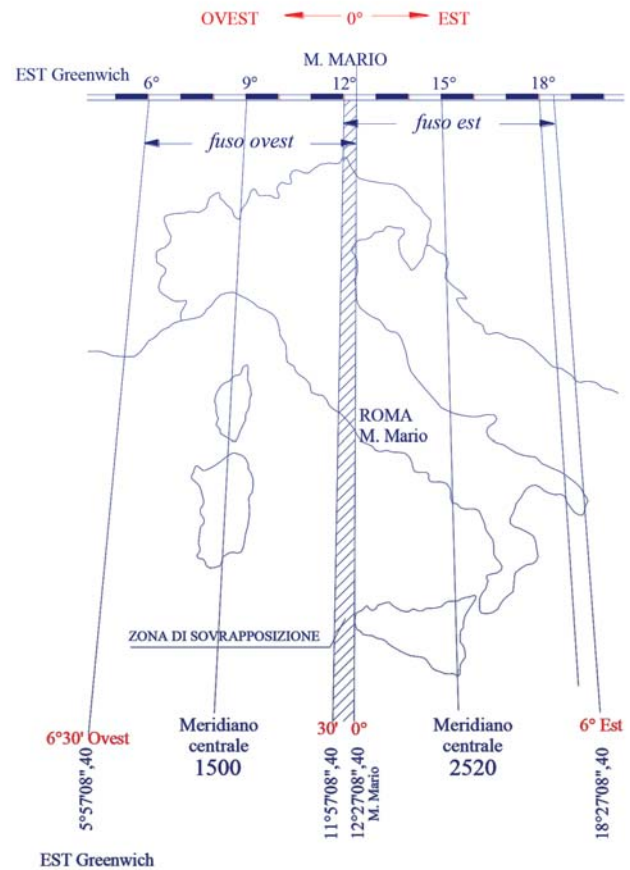 OVEST 0° EST
M. MARIO
EST Greenwich 6° 9° 12° 15° 18°
fuso ovest fuso est
ROMA
M. Mario
ZONA DI SOVRAPPOSIZIONE
6°30' Ovest Meridiano 30' 0° Meridiano 6° Est
centrale centrale
1500 2520
5°57'08",40
11°57'08",40
12°27'08",40
M. Mario
18°27'08",40
EST Greenwich